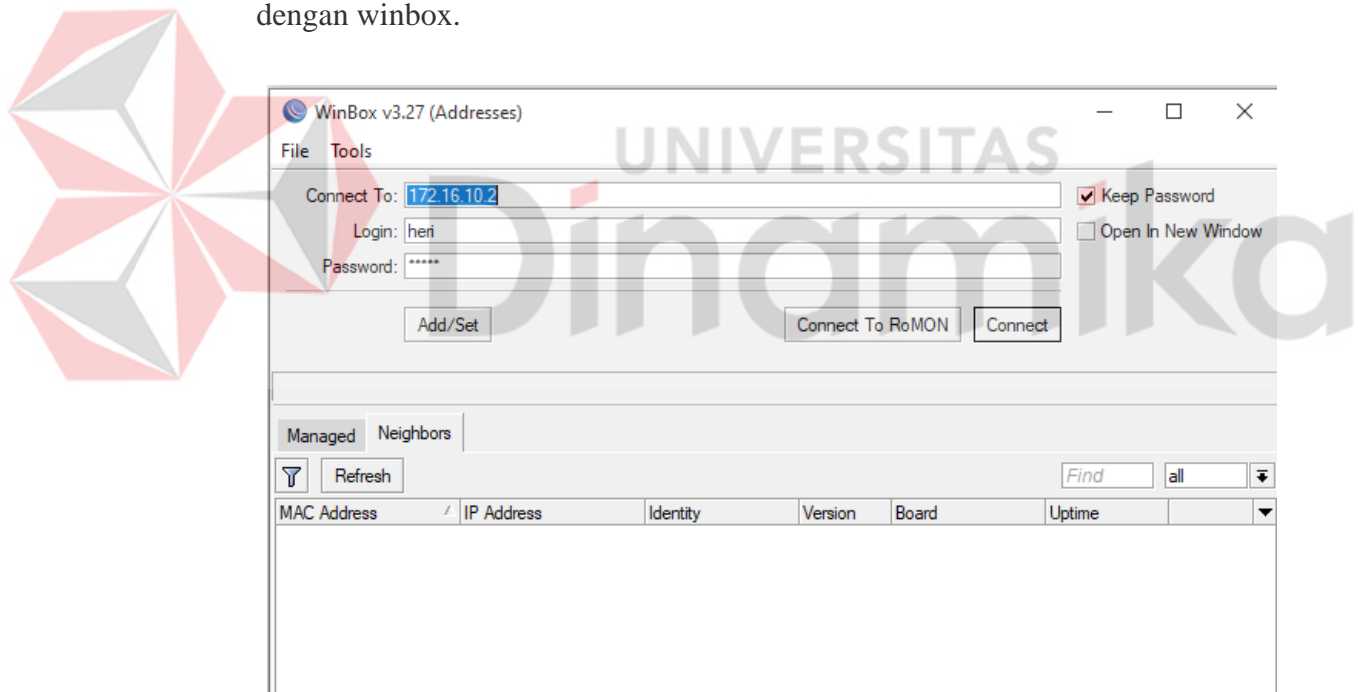 dengan winbox.
WinBox v3.27 (Addresses)
UNIVERSITAS
Dinamika
File Tools
Connect To: 172.16.10.2
Keep Password
Login: heri
Open In New Window
Password: *****
Add/Set Connect To RoMON Connect
Managed Neighbors
Refresh Find all
MAC Address IP Address Identity Version Board Uptime